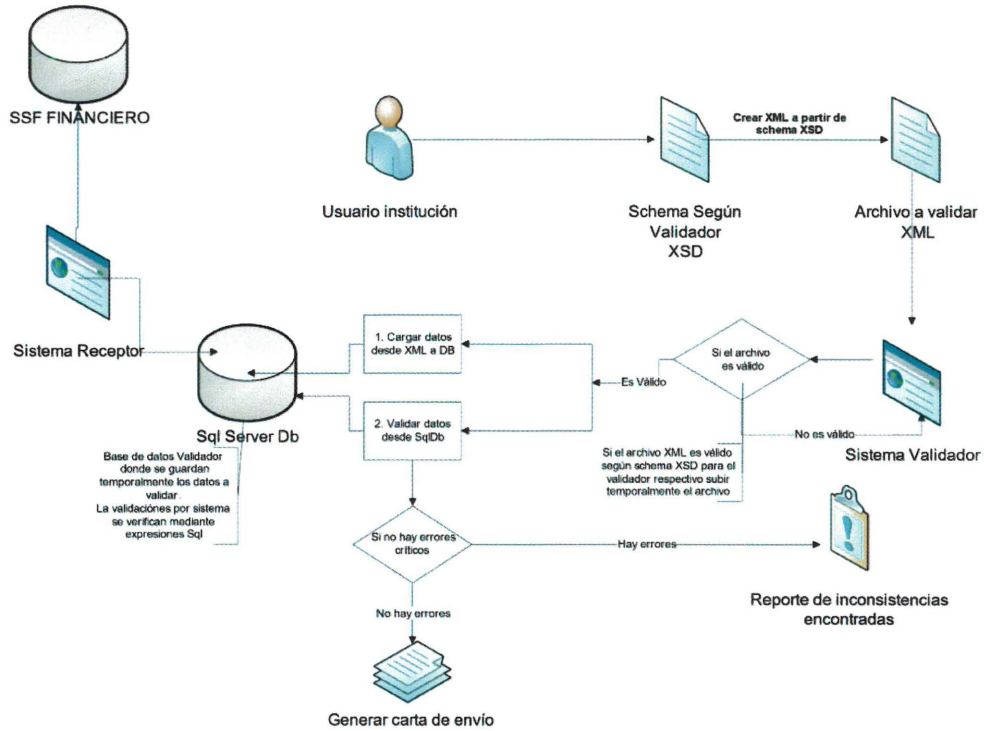 SSF FINANCIERO
Crear XML a partir de
schema XSD
Usuario institución
Schema Según
Validador
XSD
Archivo a validar
XML
Sistema Receptor
1. Cargar datos
desde XML a DB
Si el archivo
es válido
Es Válido
2. Validar datos
desde SqlDb
No es válido
Sql Server Db
Sistema Validador
Base de datos Validador
donde se guardan
temporalmente los datos a
validar.
La validaciónes por sistema
se verifican mediante
expresiones Sql
Si el archivo XML es válido
según schema XSD para el
validador respectivo subir
temporalmente el archivo
Si no hay errores
críticos
Hay errores
Reporte de inconsistencias
encontradas
No hay errores
Generar carta de envío